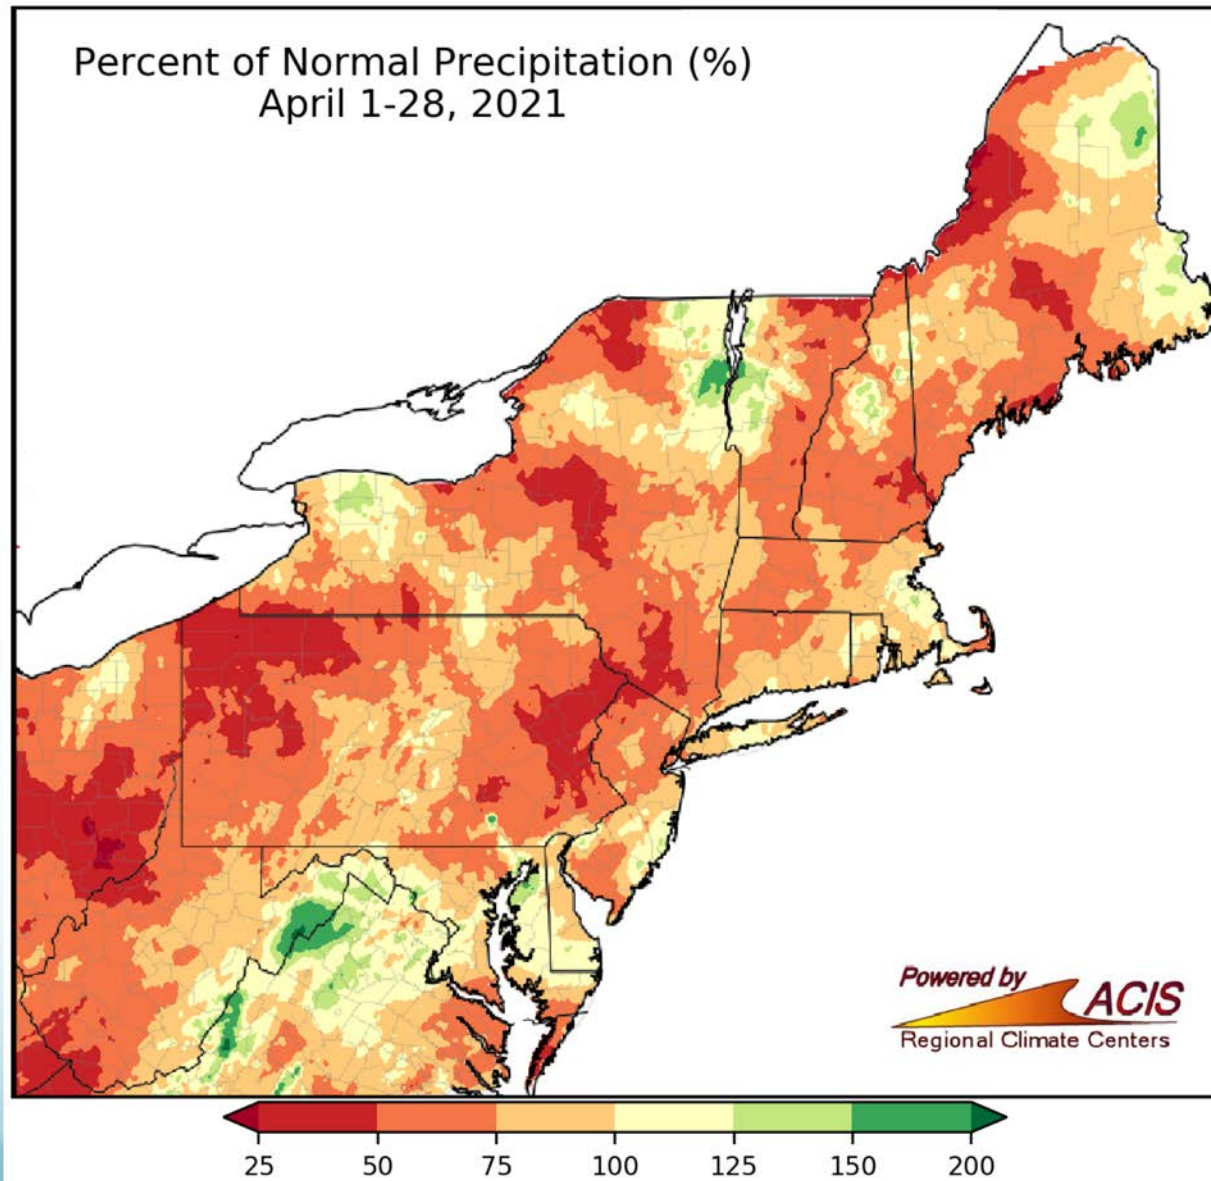 Percent of Normal Precipitation (%)
April 1-28, 2021
Powered by
ACIS
Regional Climate Centers
25 50 75 100 125 150 200